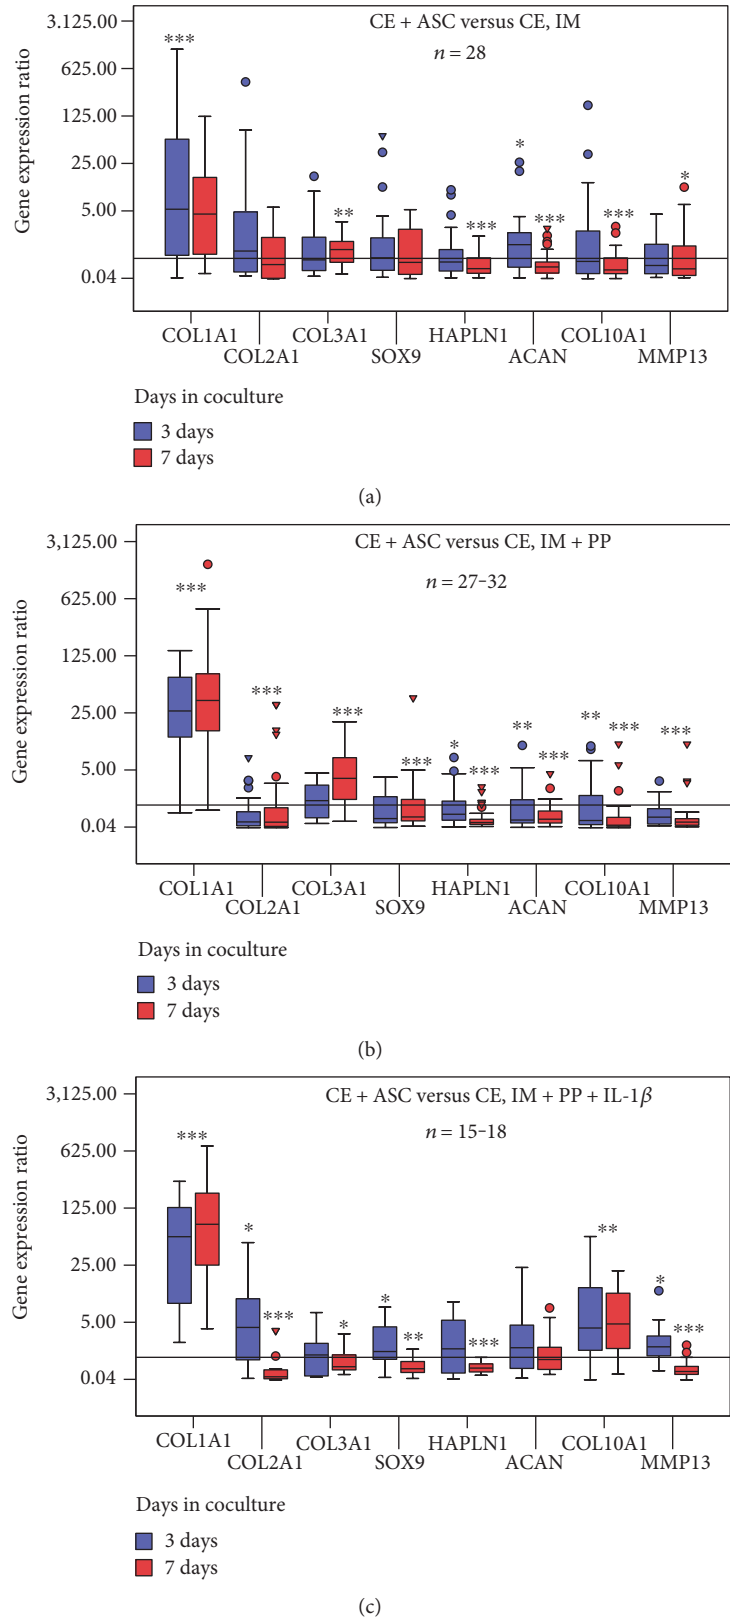 CE + ASC versus CE, IM
n = 28
Gene expression ratio
3.125.00
625.00
125.00
25.00
5.00
0.04
***
**
***
*
***
***
*
COL1A1
COL2A1
COL3A1
SOX9
HAPLN1
ACAN
COL10A1
MMP13
Days in coculture
3 days
7 days
(a)
CE + ASC versus CE, IM + PP
n = 27-32
Gene expression ratio
3,125.00
625.00
125.00
25.00
5.00
0.04
***
***
***
***
*
***
**
***
**
***
***
COL1A1
COL2A1
COL3A1
SOX9
HAPLN1
ACAN
COL10A1
MMP13
Days in coculture
3 days
7 days
(b)
CE + ASC versus CE, IM + PP + IL-1β
n = 15–18
Gene expression ratio
3,125.00
625.00
125.00
25.00
5.00
0.04
***
*
***
*
*
**
***
**
*
***
COL1A1
COL2A1
COL3A1
SOX9
HAPLN1
ACAN
COL10A1
MMP13
Days in coculture
3 days
7 days
(c)